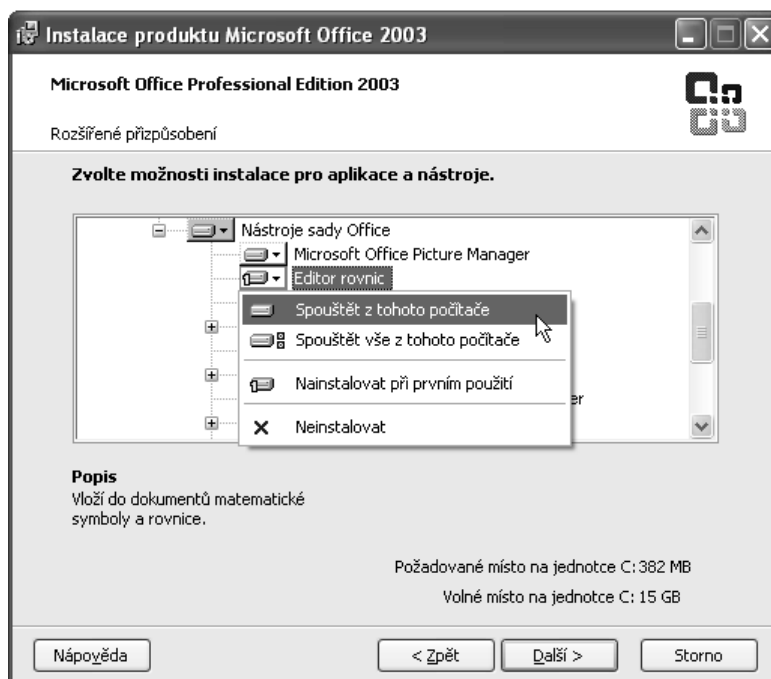 Instalace produktu Microsoft Office 2003
Microsoft Office Professional Edition 2003
Rozšířené přizpůsobení
Zvolte možnosti instalace pro aplikace a nástroje.
Nástroje sady Office
Microsoft Office Picture Manager
Editor rovnic
Spouštět z tohoto počítače
Spouštět vše z tohoto počítače
Nainstalovat při prvním použití
er
Neinstalovat
Popis
Vloží do dokumentů matematické
symboly a rovnice.
Požadované místo na jednotce C: 382 MB
Volné místo na jednotce C: 15 GB
Nápověda
< Zpět
Další >
Storno